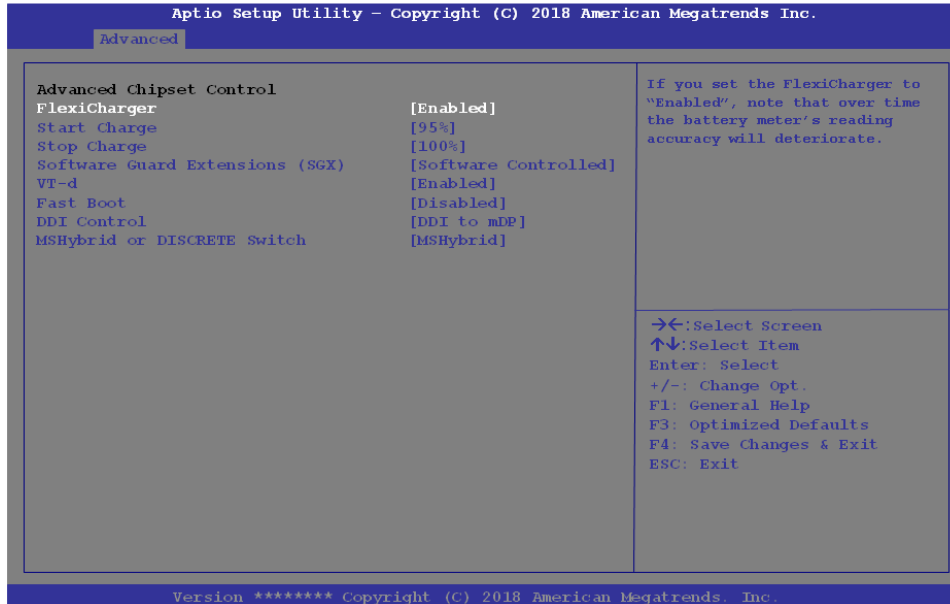 Aptio Setup Utility – Copyright (C) 2018 American Megatrends Inc.
Advanced
Advanced Chipset Control
FlexiCharger [Enabled]
Start Charge [95%]
Stop Charge [100%]
Software Guard Extensions (SGX) [Software Controlled]
VT-d [Enabled]
Fast Boot [Disabled]
DDI Control [DDI to mDP]
MSHybrid or DISCRETE Switch [MSHybrid]
If you set the FlexiCharger to
“Enabled”, note that over time
the battery meter’s reading
accuracy will deteriorate.
→←:Select Screen
↑↓:Select Item
Enter: Select
+/-: Change Opt.
F1: General Help
F3: Optimized Defaults
F4: Save Changes & Exit
ESC: Exit
Version ******** Copyright (C) 2018 American Megatrends. Inc.